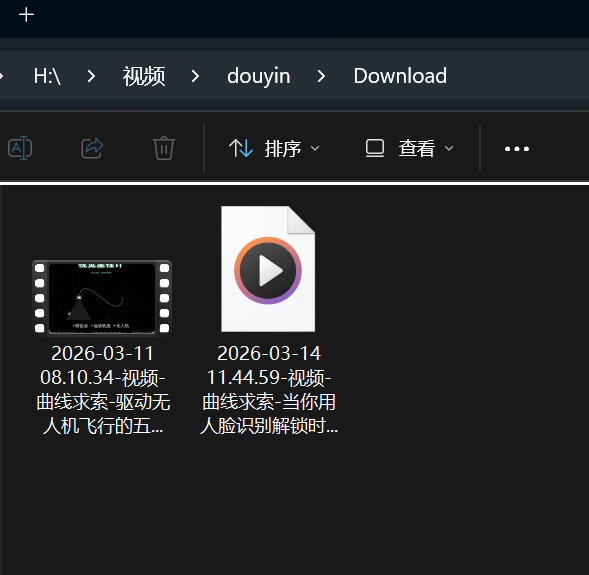 H:\ 视频 douyin Download
排序 查看
2026-03-11
08.10.34-视频-
曲线求索-驱动无
人机飞行的五...
2026-03-14
11.44.59-视频-
曲线求索-当你用
人脸识别解锁时...